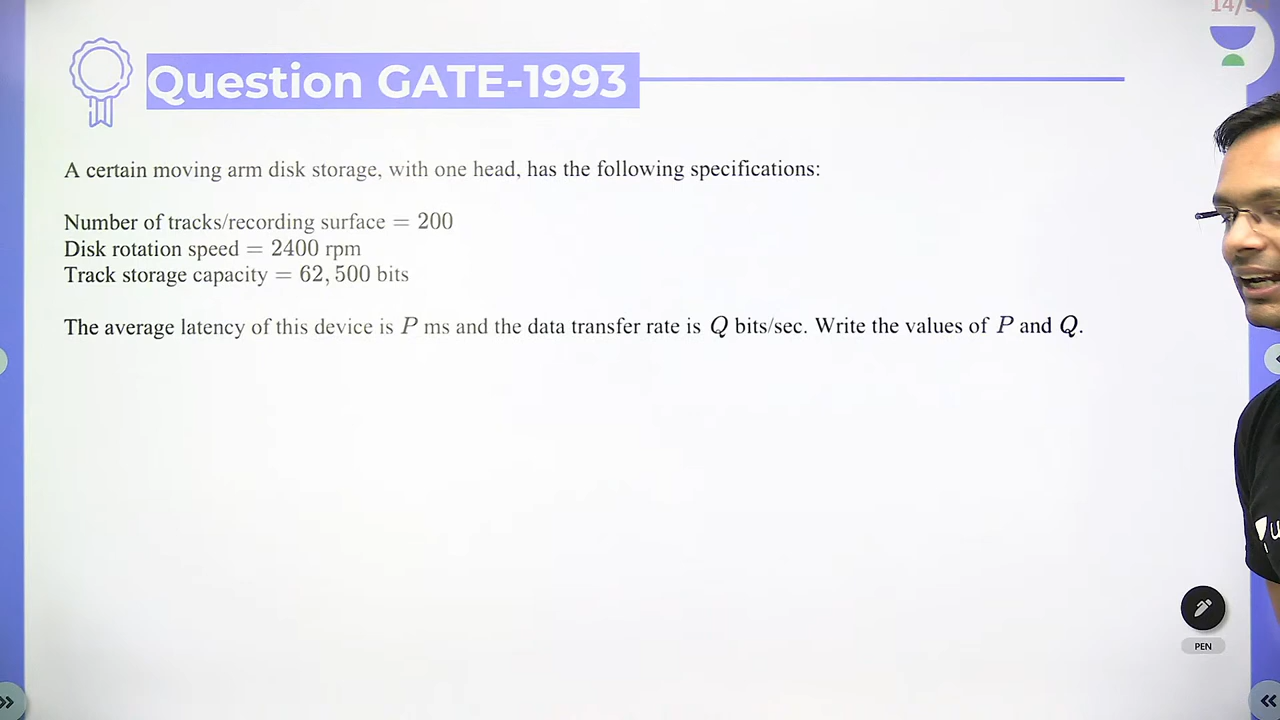 Question GATE-1993
A certain moving arm disk storage, with one head, has the following specifications:
Number of tracks/recording surface = 200
Disk rotation speed = 2400 rpm
Track storage capacity = 62,500 bits
The average latency of this device is P ms and the data transfer rate is Q bits/sec. Write the values of P and Q.
PEN